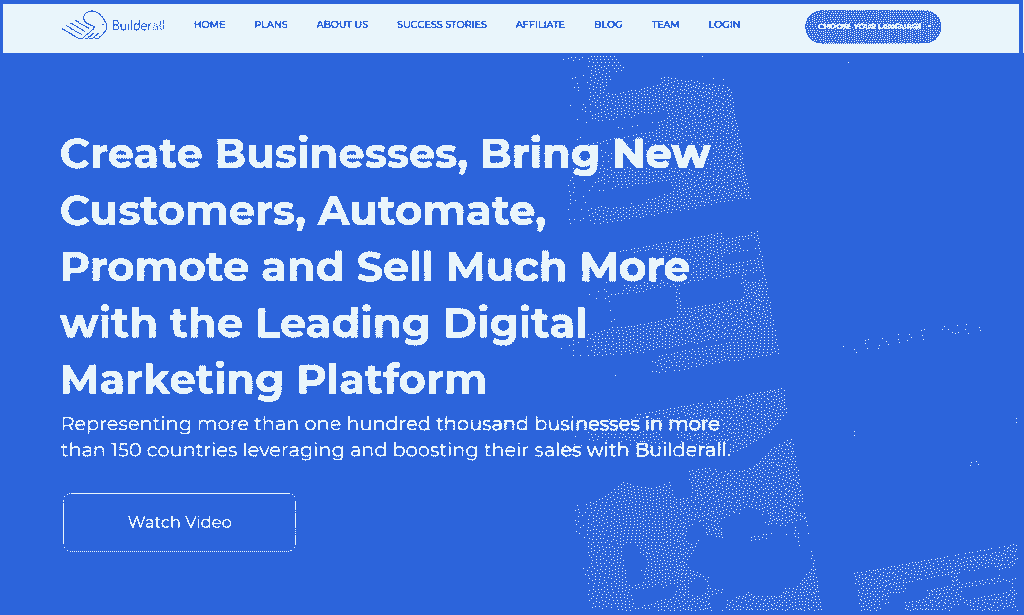 Builderall
HOME PLANS ABOUT US SUCCESS STORIES AFFILIATE BLOG TEAM LOGIN
CHOOSE YOUR LANGUAGE
Create Businesses, Bring New
Customers, Automate,
Promote and Sell Much More
with the Leading Digital
Marketing Platform
Representing more than one hundred thousand businesses in more
than 150 countries leveraging and boosting their sales with Builderall.
Watch Video